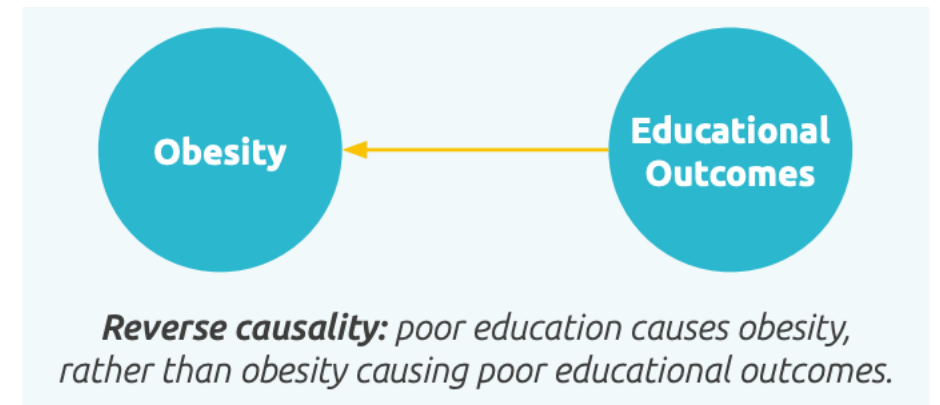 Obesity
Educational
Outcomes
Reverse causality: poor education causes obesity,
rather than obesity causing poor educational outcomes.